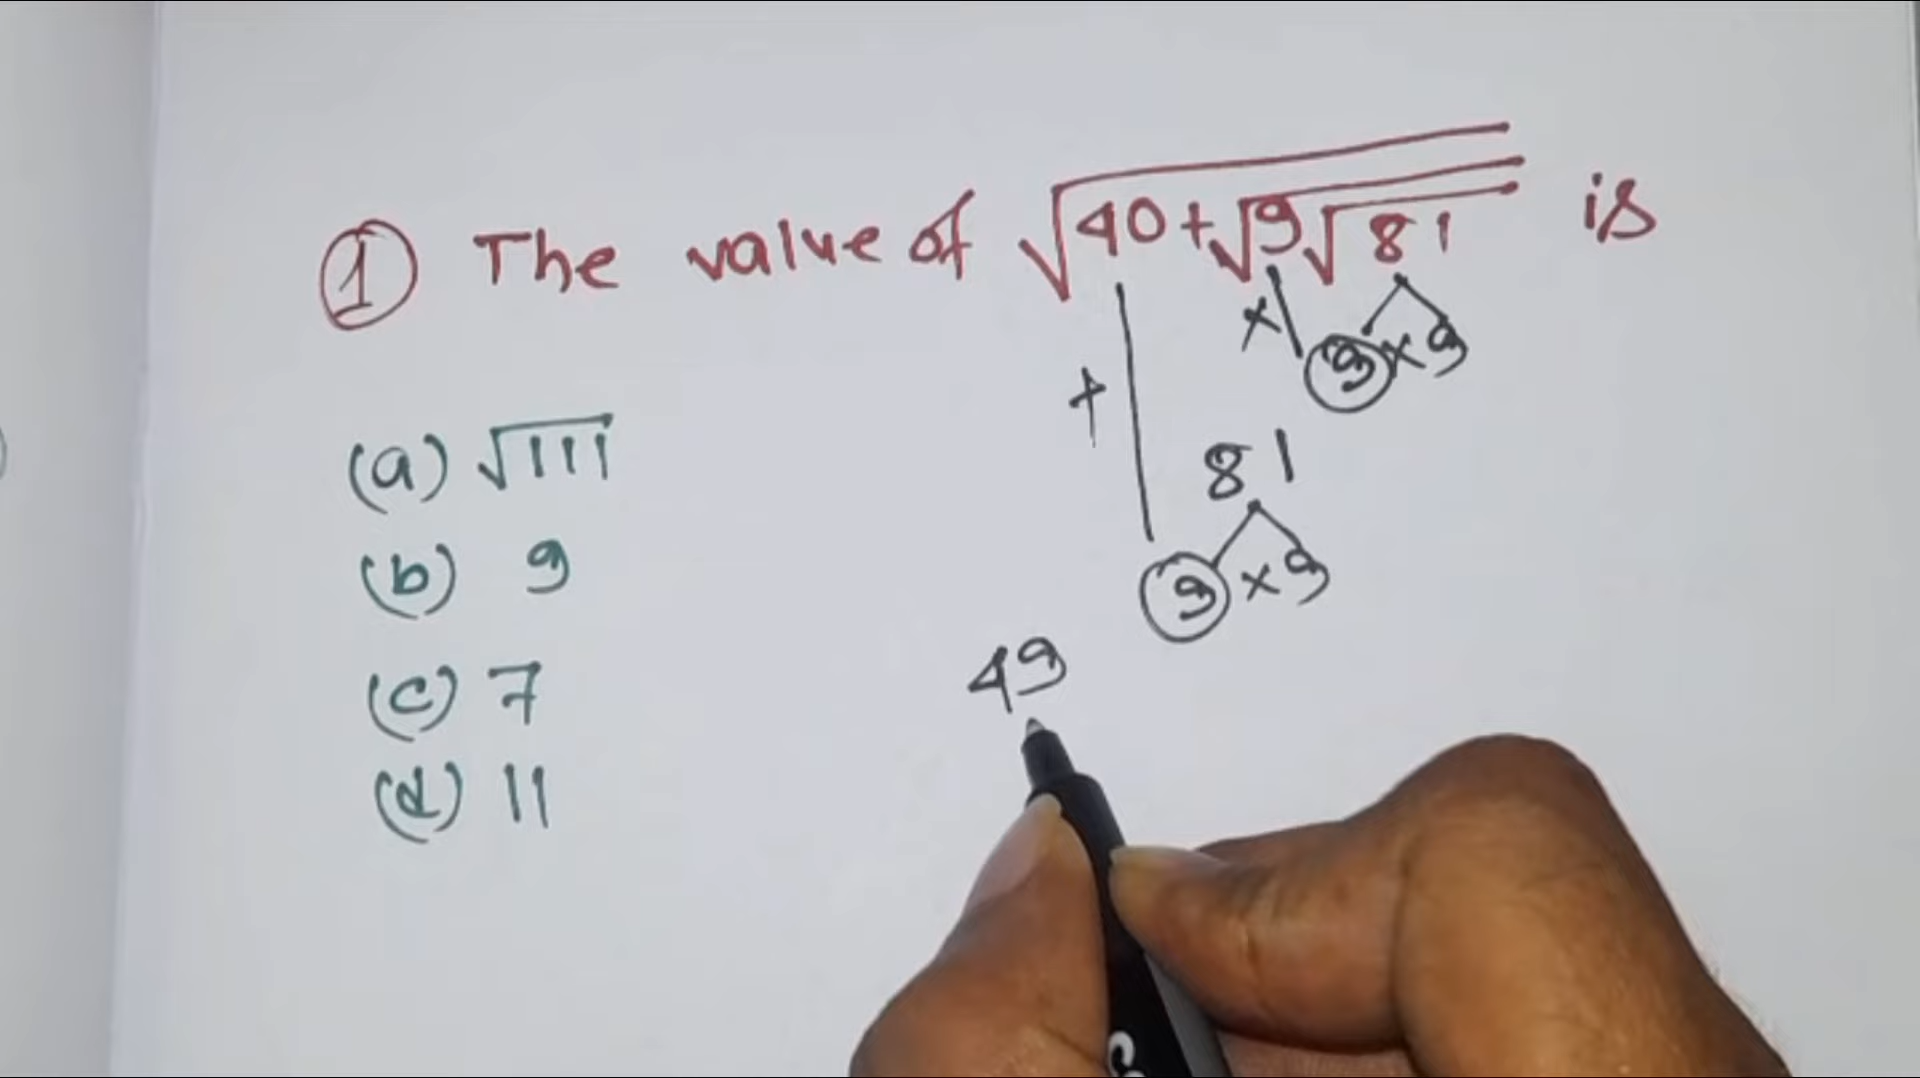 ① The value of √40+√9√81 is
+ × 9×9
(a) √111
81
(b) 9
9×9
49
(c) 7
(d) 11